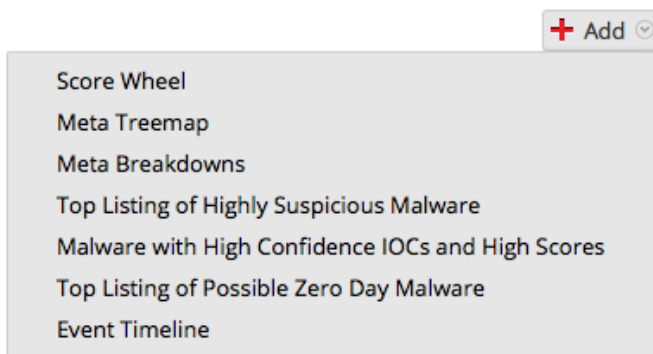 Add
Score Wheel
Meta Treemap
Meta Breakdowns
Top Listing of Highly Suspicious Malware
Malware with High Confidence IOCs and High Scores
Top Listing of Possible Zero Day Malware
Event Timeline